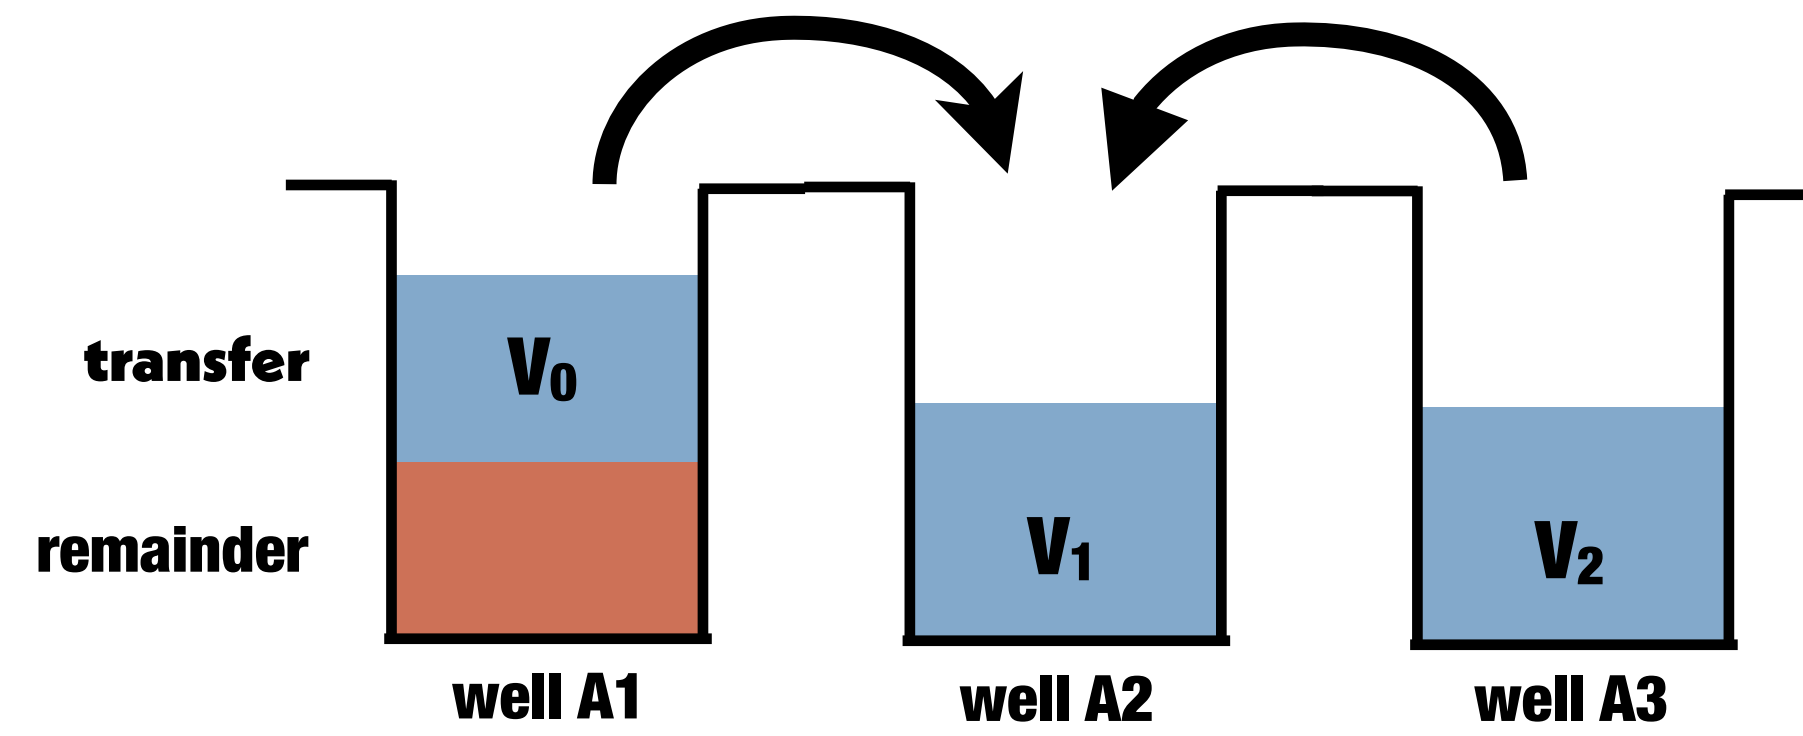 transfer
V0
remainder
V1
V2
well A1
well A2
well A3